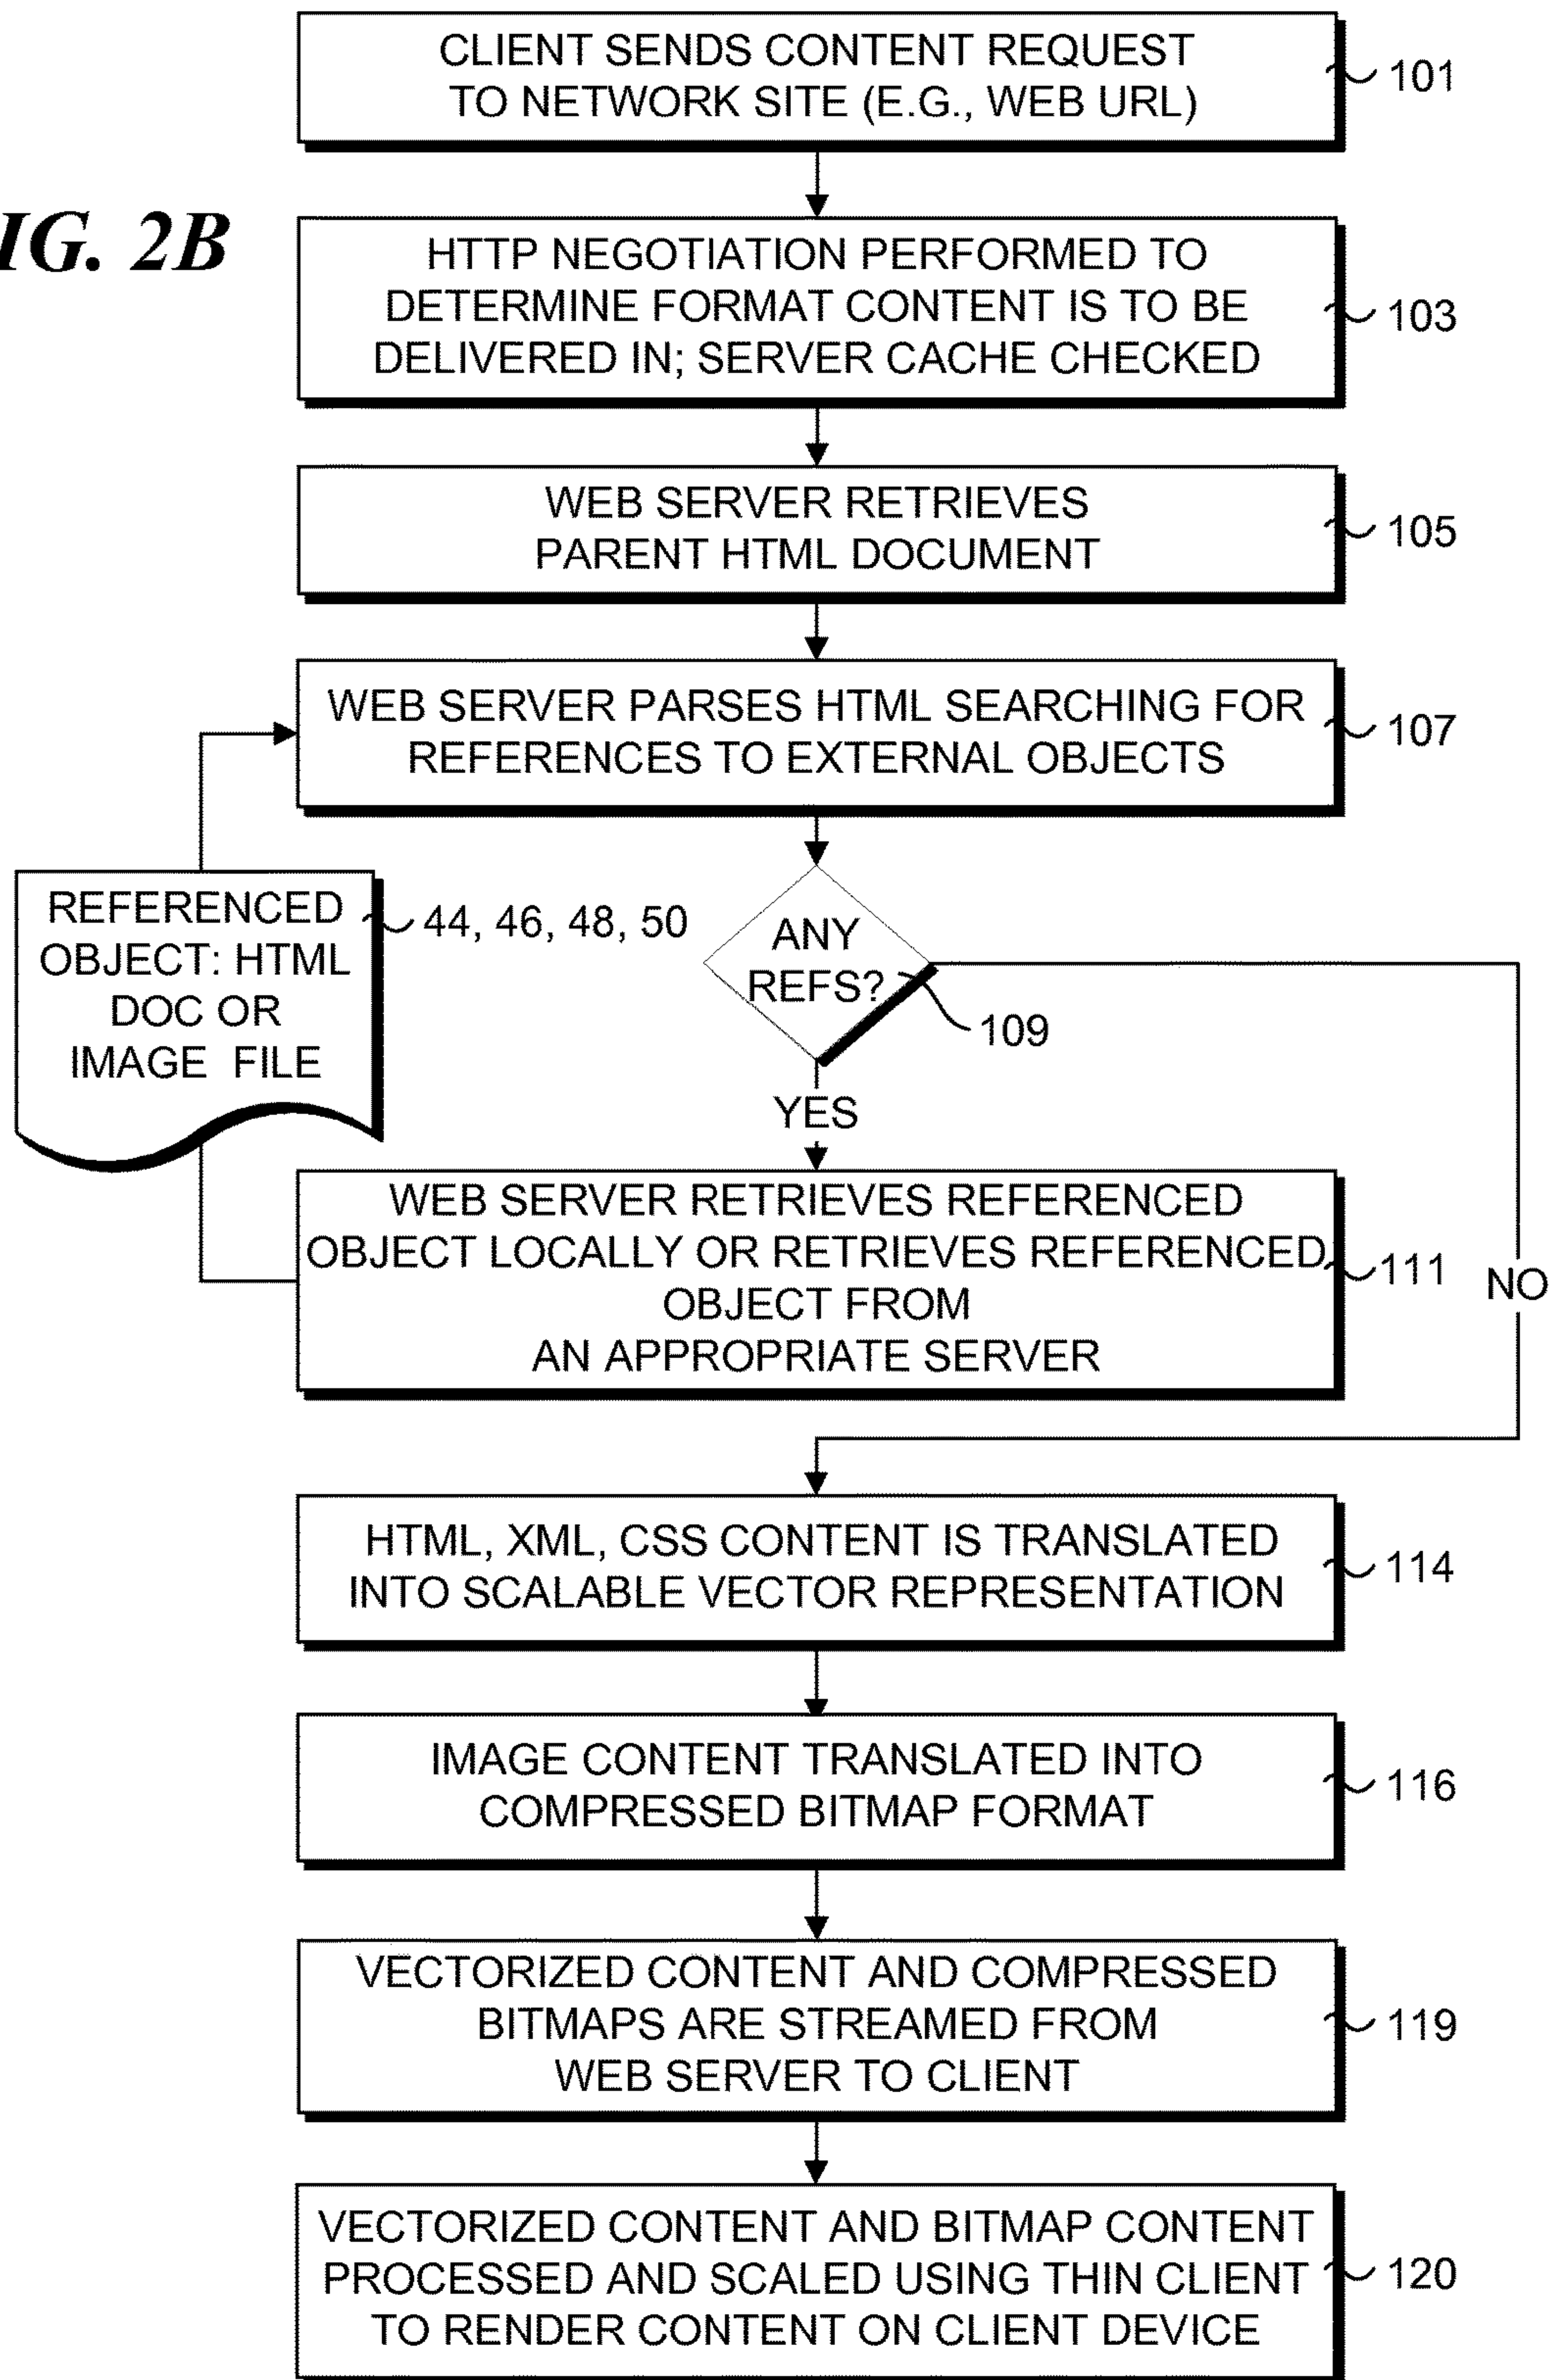 CLIENT SENDS CONTENT REQUEST
TO NETWORK SITE (E.G., WEB URL)
101
IG. 2B
HTTP NEGOTIATION PERFORMED TO
DETERMINE FORMAT CONTENT IS TO BE
DELIVERED IN; SERVER CACHE CHECKED
103
WEB SERVER RETRIEVES
PARENT HTML DOCUMENT
105
WEB SERVER PARSES HTML SEARCHING FOR
REFERENCES TO EXTERNAL OBJECTS
107
REFERENCED
OBJECT: HTML
DOC OR
IMAGE FILE
44, 46, 48, 50
ANY
REFS?
109
YES
WEB SERVER RETRIEVES REFERENCED
OBJECT LOCALLY OR RETRIEVES REFERENCED
OBJECT FROM
AN APPROPRIATE SERVER
111
NO
HTML, XML, CSS CONTENT IS TRANSLATED
INTO SCALABLE VECTOR REPRESENTATION
114
IMAGE CONTENT TRANSLATED INTO
COMPRESSED BITMAP FORMAT
116
VECTORIZED CONTENT AND COMPRESSED
BITMAPS ARE STREAMED FROM
WEB SERVER TO CLIENT
119
VECTORIZED CONTENT AND BITMAP CONTENT
PROCESSED AND SCALED USING THIN CLIENT
TO RENDER CONTENT ON CLIENT DEVICE
120